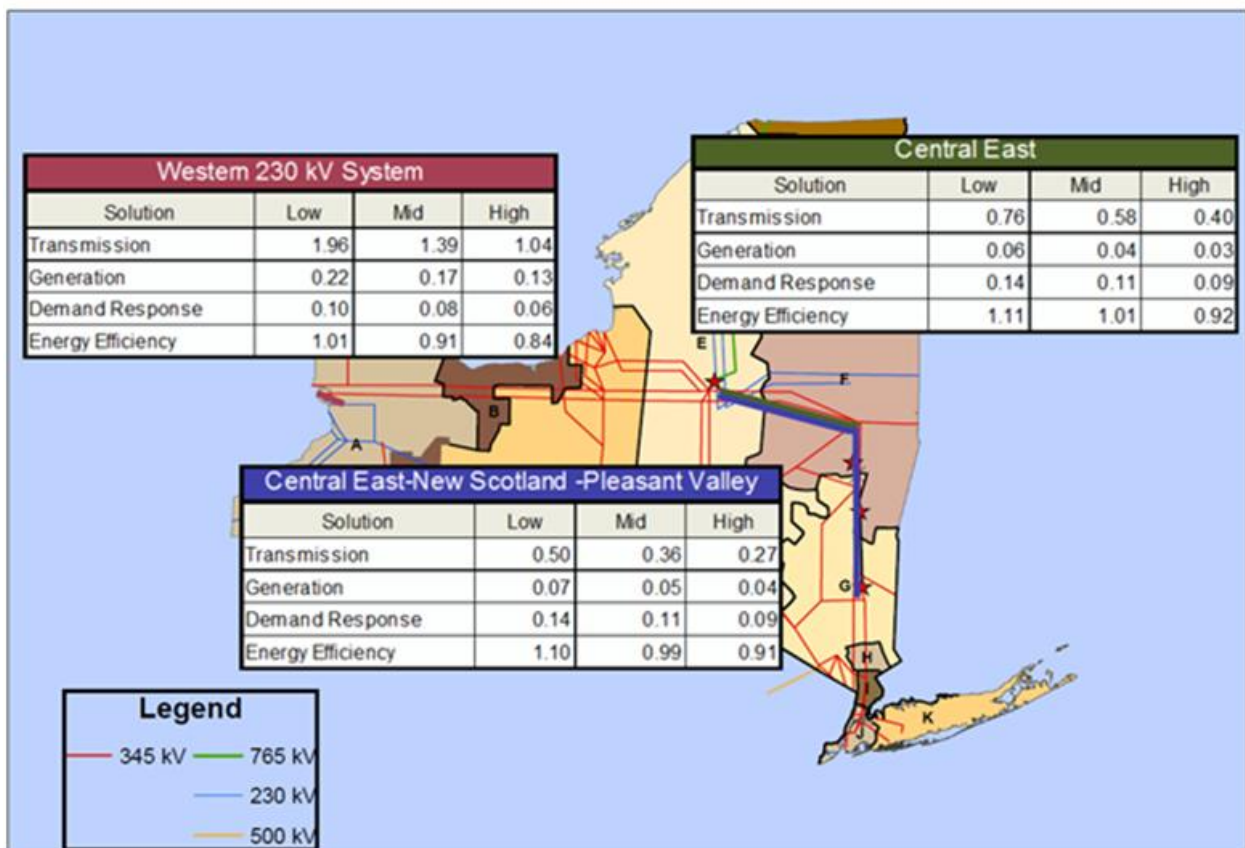 Western 230 kV System
Solution Low Mid High
Transmission 1.96 1.39 1.04
Generation 0.22 0.17 0.13
Demand Response 0.10 0.08 0.06
Energy Efficiency 1.01 0.91 0.84
Central East
Solution Low Mid High
Transmission 0.76 0.58 0.40
Generation 0.06 0.04 0.03
Demand Response 0.14 0.11 0.09
Energy Efficiency 1.11 1.01 0.92
E
F
B
A
Central East-New Scotland -Pleasant Valley
Solution Low Mid High
Transmission 0.50 0.36 0.27
Generation 0.07 0.05 0.04
Demand Response 0.14 0.11 0.09
Energy Efficiency 1.10 0.99 0.91
G
H
I
J
K
Legend
345 kV 765 kV
230 kV
500 kV